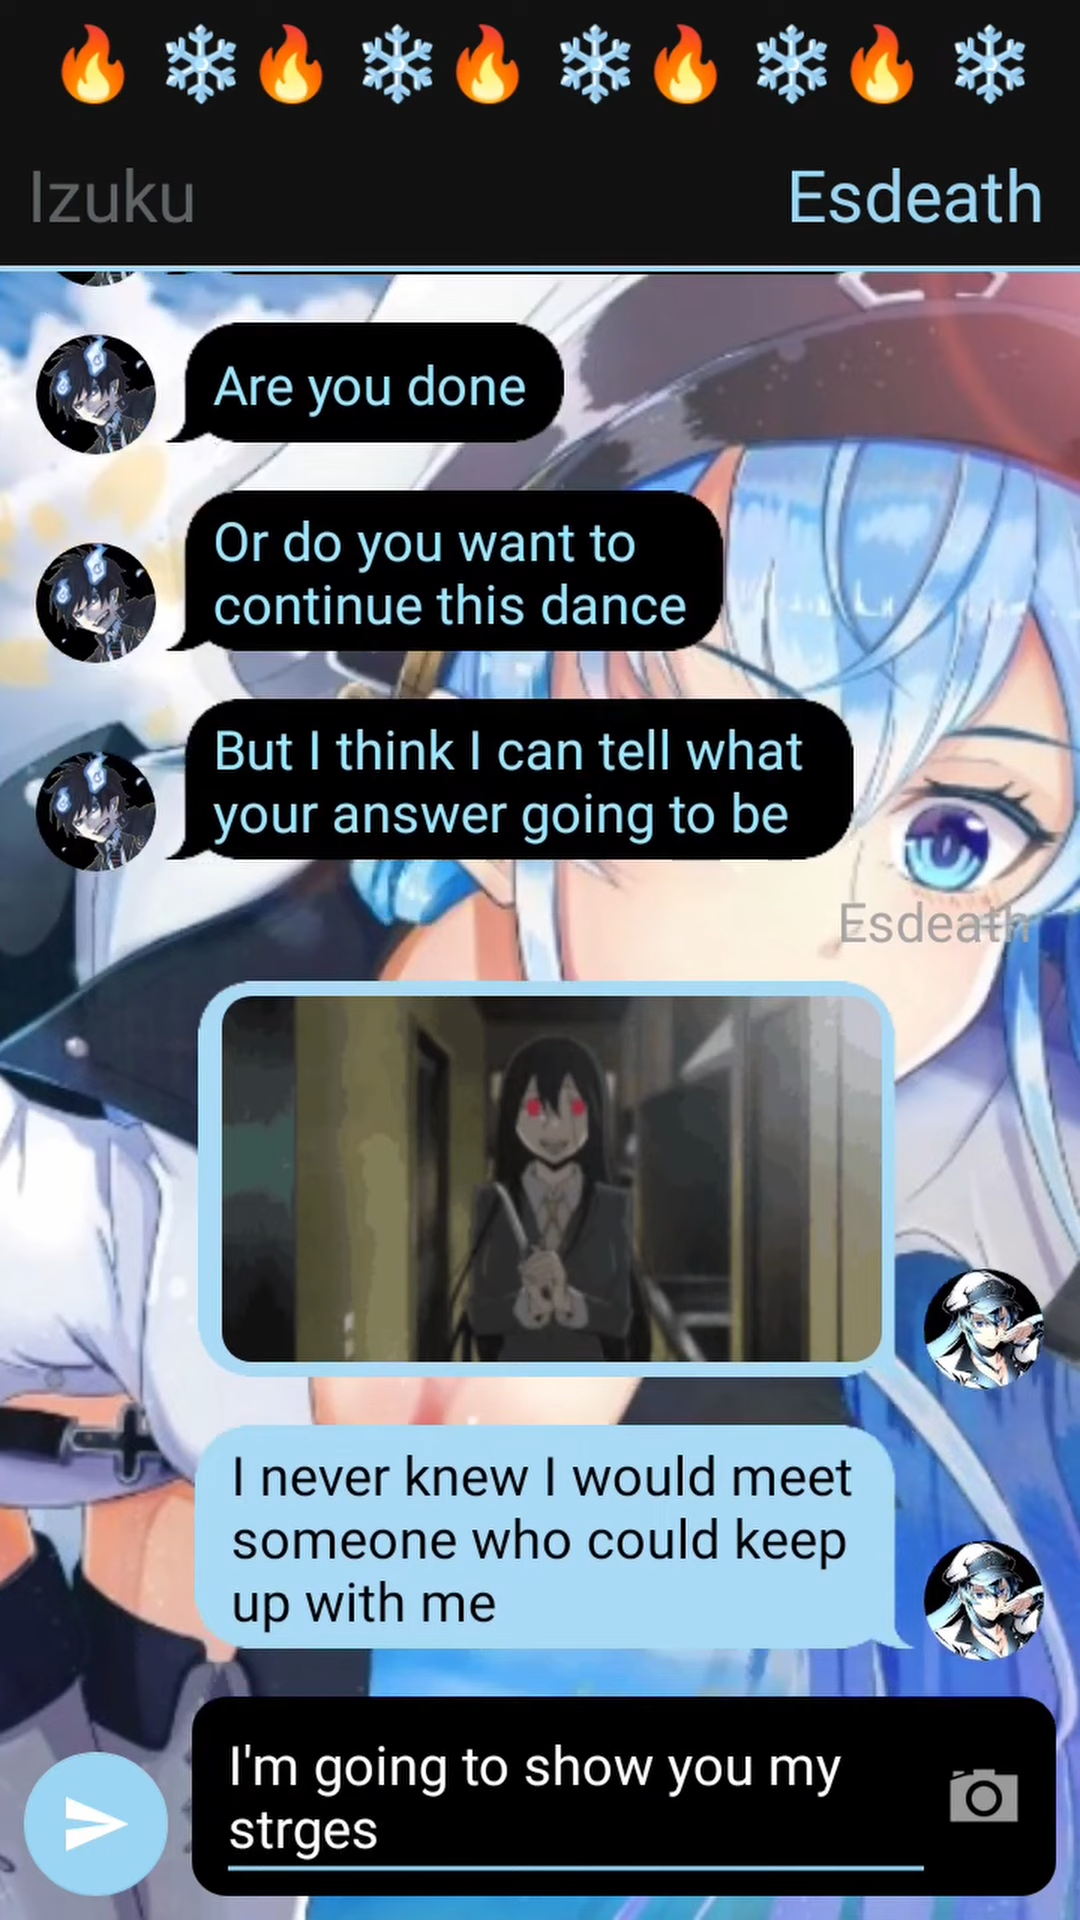 🔥 ❄️🔥 ❄️🔥 ❄️🔥 ❄️🔥 ❄️
Izuku Esdeath
Are you done
Or do you want to
continue this dance
But I think I can tell what
your answer going to be
Esdeath
I never knew I would meet
someone who could keep
up with me
I'm going to show you my
strges